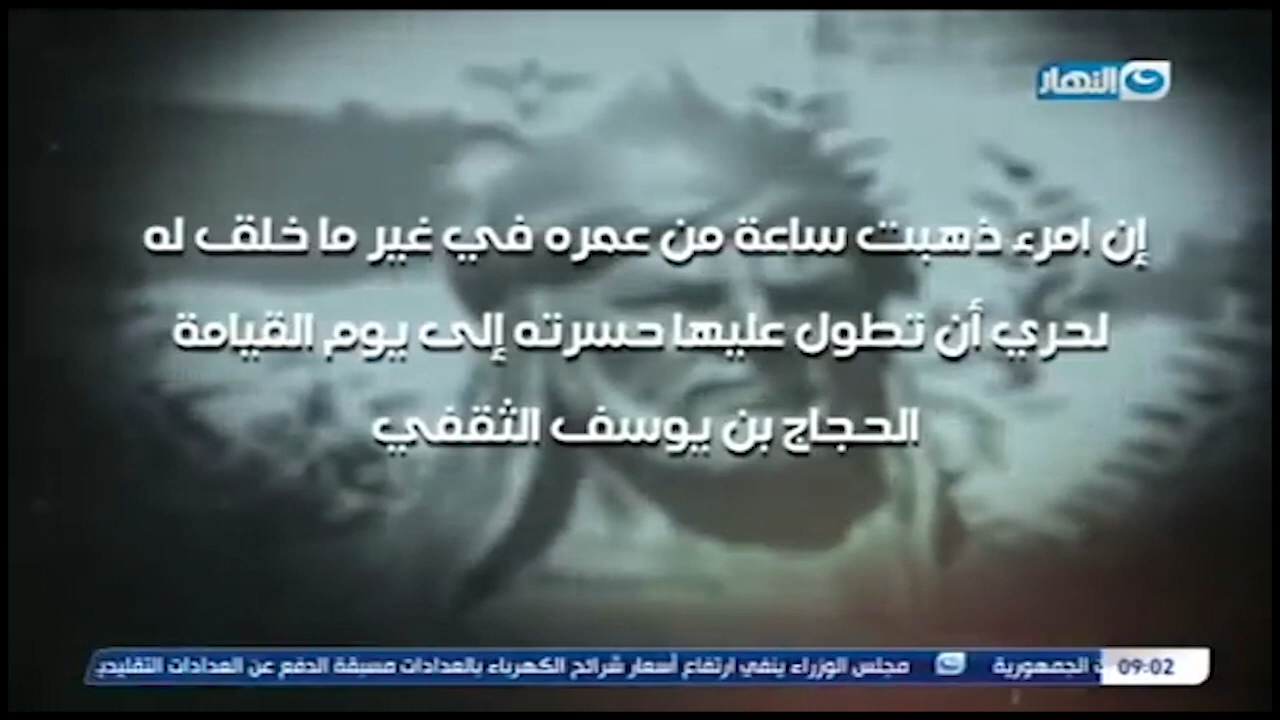 النهار
إن امرء ذهبت ساعة من عمره في غير ما خلق له
لحري أن تطول عليها حسرته إلى يوم القيامة
الحجاج بن يوسف الثقفي
09:02 الجمهورية مجلس الوزراء ينفي ارتفاع أسعار شرائح الكهرباء بالعدادات مسبقة الدفع عن العدادات